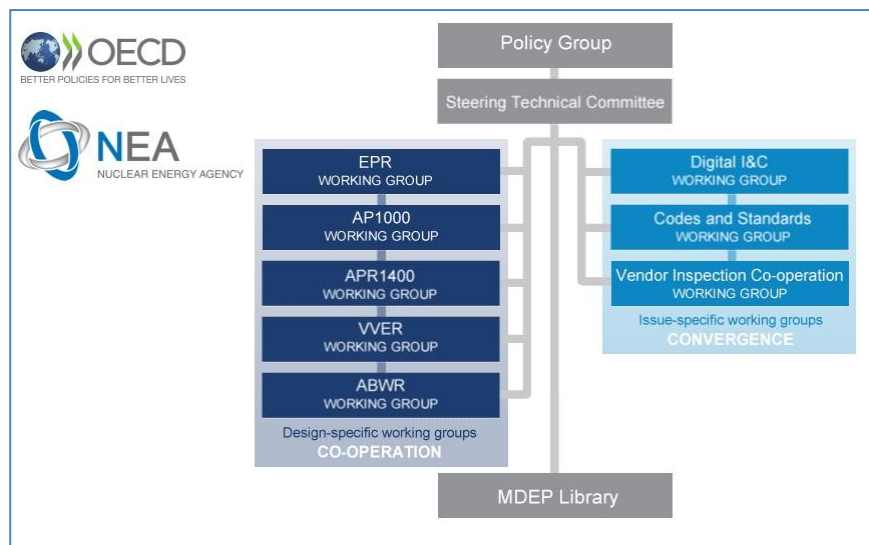 OECD
BETTER POLICIES FOR BETTER LIVES
NEA
NUCLEAR ENERGY AGENCY
Policy Group
Steering Technical Committee
EPR
WORKING GROUP
AP1000
WORKING GROUP
APR1400
WORKING GROUP
VVER
WORKING GROUP
ABWR
WORKING GROUP
Design-specific working groups
CO-OPERATION
Digital I&C
WORKING GROUP
Codes and Standards
WORKING GROUP
Vendor Inspection Co-operation
WORKING GROUP
Issue-specific working groups
CONVERGENCE
MDEP Library